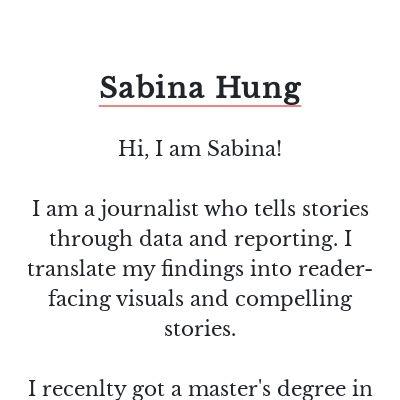 Sabina Hung
Hi, I am Sabina!
I am a journalist who tells stories
through data and reporting. I
translate my findings into reader-
facing visuals and compelling
stories.
I recenlty got a master's degree in